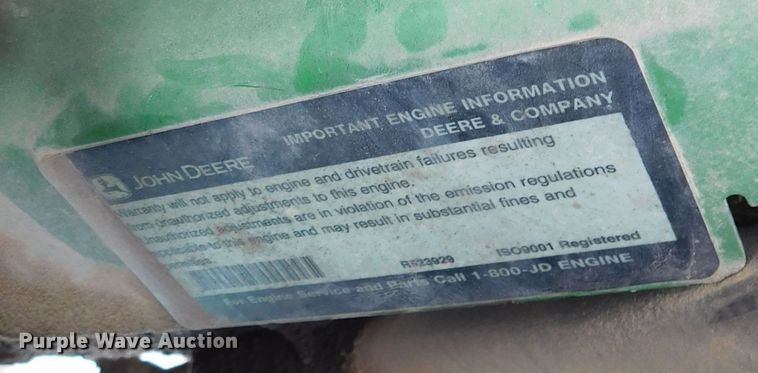 JOHN DEERE
IMPORTANT ENGINE INFORMATION
DEERE & COMPANY
Warranty will not apply to engine and drivetrain failures resulting
from unauthorized adjustments to this engine.
Unauthorized adjustments are in violation of the emission regulations
applicable to this engine and may result in substantial fines and
ISO9001 Registered
For Engine Service and Parts Call 1-800-JD ENGINE
Purple Wave Auction